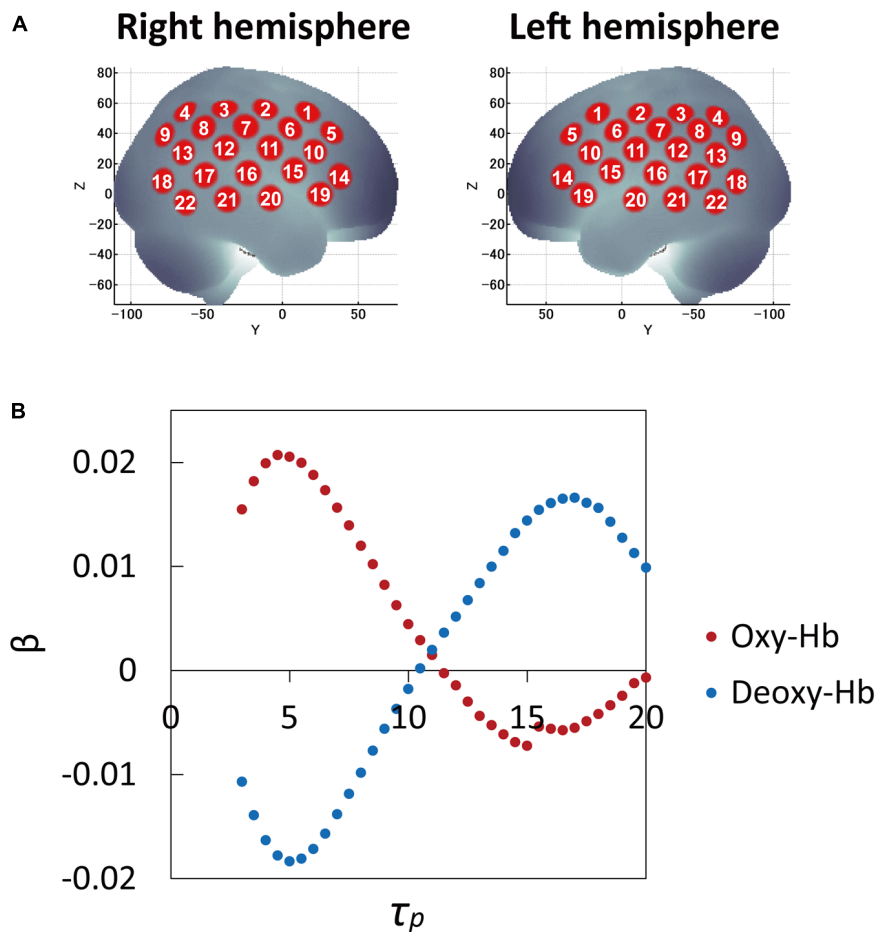 A
Right hemisphere
Left hemisphere
80
60
40
20
0
−20
−40
−60
Z
4 3 2 1
9 8 7 6 5
13 12 11 10
18 17 16 15 14
22 21 20 19
−100 −50 0 50
Y
80
60
40
20
0
−20
−40
−60
Z
1 2 3 4
5 6 7 8 9
10 11 12 13
14 15 16 17 18
19 20 21 22
50 0 −50 −100
Y
B
0.02
0.01
0
-0.01
-0.02
β
0 5 10 15 20
τp
Oxy-Hb
Deoxy-Hb